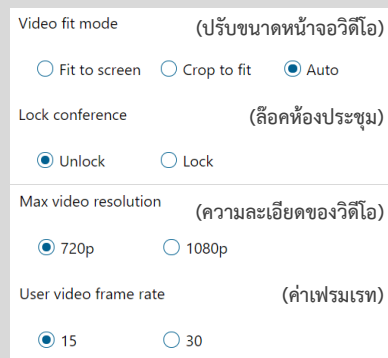 Video fit mode (ปรับขนาดหน้าจอวิดีโอ)
Fit to screen Crop to fit Auto
Lock conference (ล๊อคห้องประชุม)
Unlock Lock
Max video resolution (ความละเอียดของวิดีโอ)
720p 1080p
User video frame rate (ค่าเฟรมเรท)
15 30